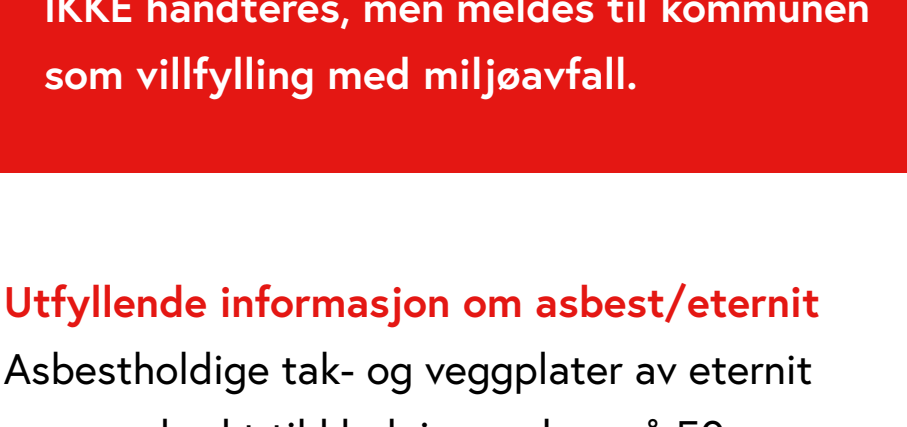 IKKE håndteres, men meldes til kommunen
som villfylling med miljøavfall.
Utfyllende informasjon om asbest/eternit
Asbestholdige tak- og veggplater av eternit